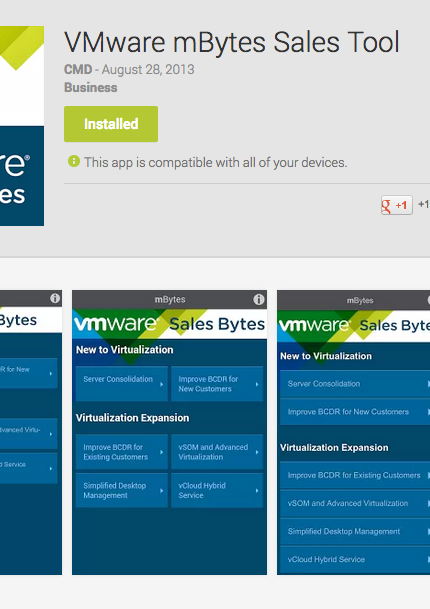 VMware mBytes Sales Tool
CMD - August 28, 2013
Business
Installed
This app is compatible with all of your devices.
re®
es
g +1 +1
Bytes
CDR for New
dvanced Virtu-
d Service
mBytes
vmware® Sales Bytes
New to Virtualization
Server Consolidation
Improve BCDR for
New Customers
Virtualization Expansion
Improve BCDR for
Existing Customers
vSOM and Advanced
Virtualization
Simplified Desktop
Management
vCloud Hybrid
Service
mBytes
vmware® Sales Byte
New to Virtualization
Server Consolidation
Improve BCDR for New Customers
Virtualization Expansion
Improve BCDR for Existing Customers
vSOM and Advanced Virtualization
Simplified Desktop Management
vCloud Hybrid Service